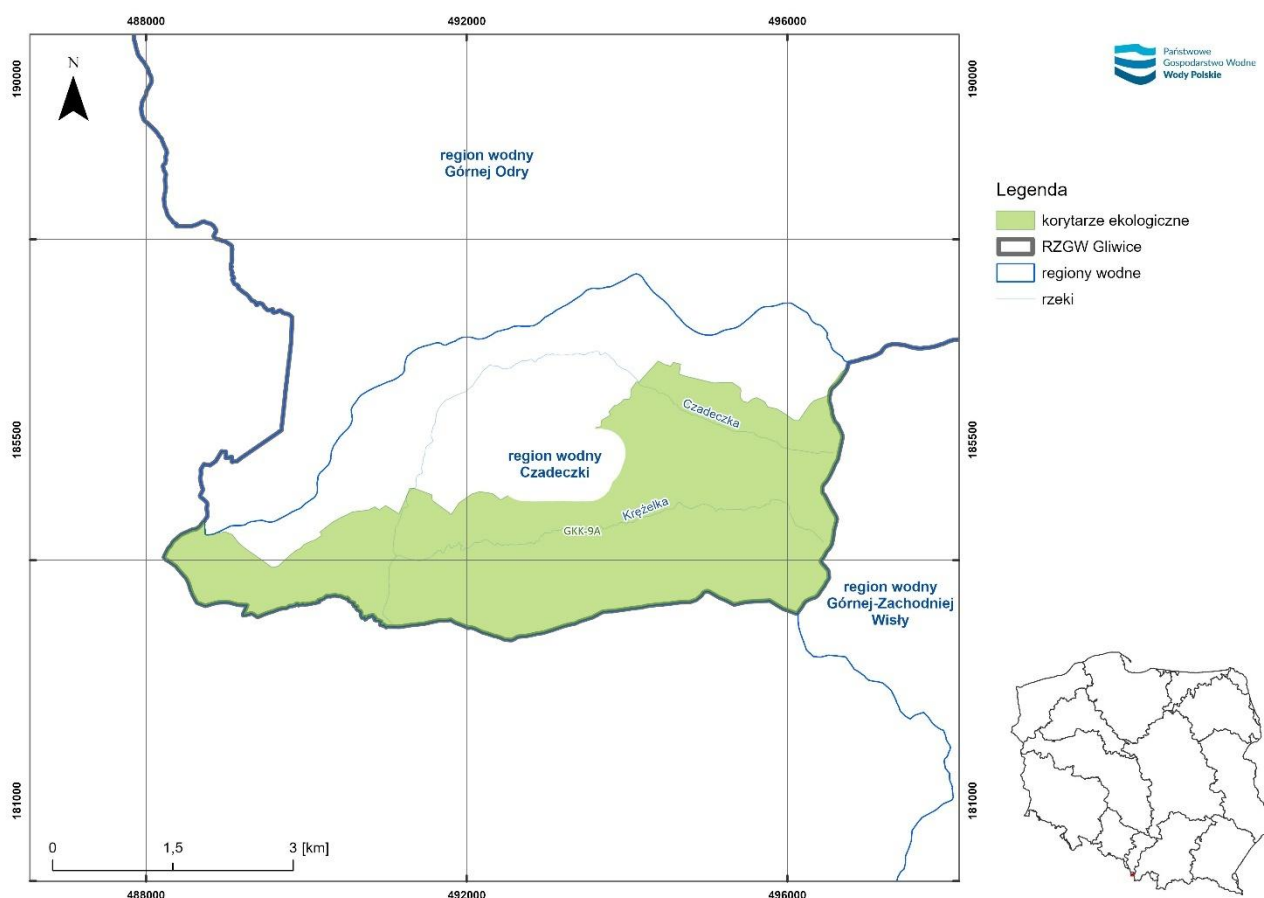 488000
492000
496000
190000
190000
N
Państwowe
Gospodarstwo Wodne
Wody Polskie
region wodny
Górnej Odry
Legenda
korytarze ekologiczne
RZGW Gliwice
regiony wodne
rzeki
Czadeczka
185500
185500
region wodny
Czadeczki
Krężelka
GKK-9A
region wodny
Górnej-Zachodniej
Wisły
181000
181000
0
1,5
3 [km]
488000
492000
496000